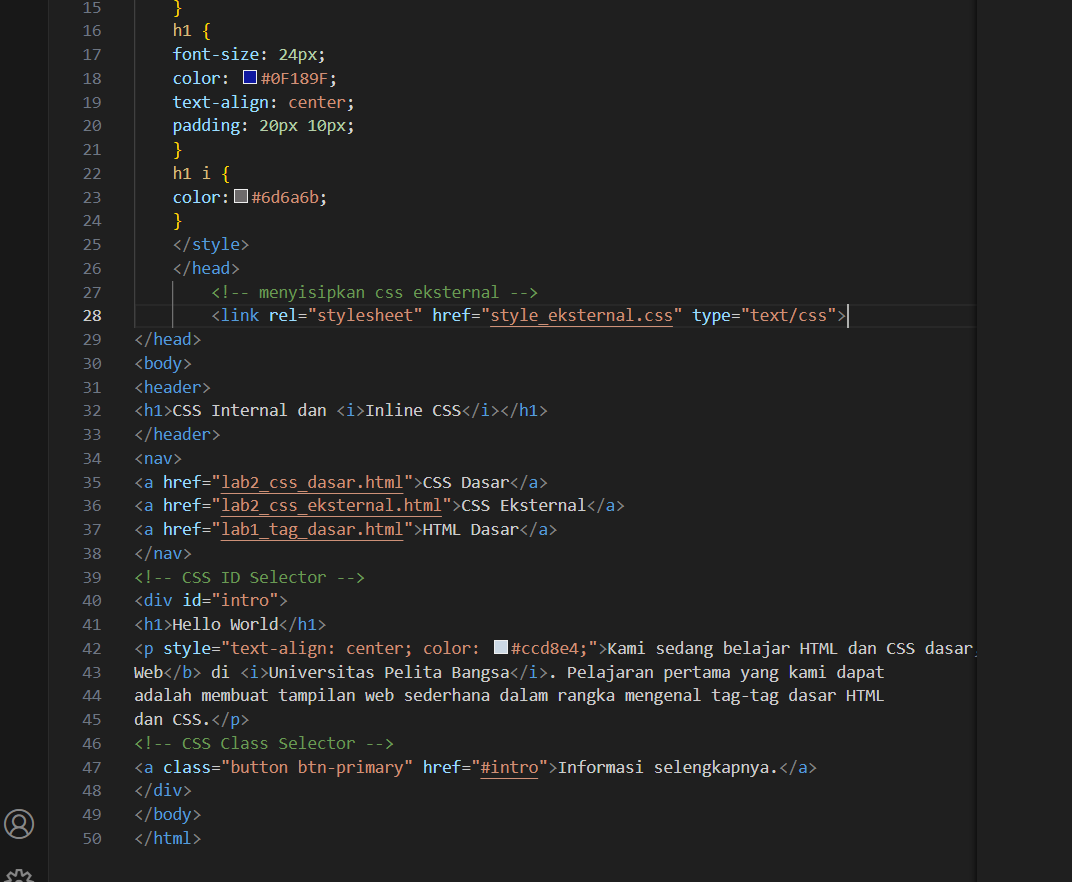 15 }
16 h1 {
17 font-size: 24px;
18 color: #0F189F;
19 text-align: center;
20 padding: 20px 10px;
21 }
22 h1 i {
23 color: #6d6a6b;
24 }
25 </style>
26 </head>
27 <!-- menyisipkan css eksternal -->
28 <link rel="stylesheet" href="style_eksternal.css" type="text/css">
29 </head>
30 <body>
31 <header>
32 <h1>CSS Internal dan <i>Inline CSS</i></h1>
33 </header>
34 <nav>
35 <a href="lab2_css_dasar.html">CSS Dasar</a>
36 <a href="lab2_css_eksternal.html">CSS Eksternal</a>
37 <a href="lab1_tag_dasar.html">HTML Dasar</a>
38 </nav>
39 <!-- CSS ID Selector -->
40 <div id="intro">
41 <h1>Hello World</h1>
42 <p style="text-align: center; color: #ccd8e4;">Kami sedang belajar HTML dan CSS dasar
43 Web</b> di <i>Universitas Pelita Bangsa</i>. Pelajaran pertama yang kami dapat
44 adalah membuat tampilan web sederhana dalam rangka mengenal tag-tag dasar HTML
45 dan CSS.</p>
46 <!-- CSS Class Selector -->
47 <a class="button btn-primary" href="#intro">Informasi selengkapnya.</a>
48 </div>
49 </body>
50 </html>